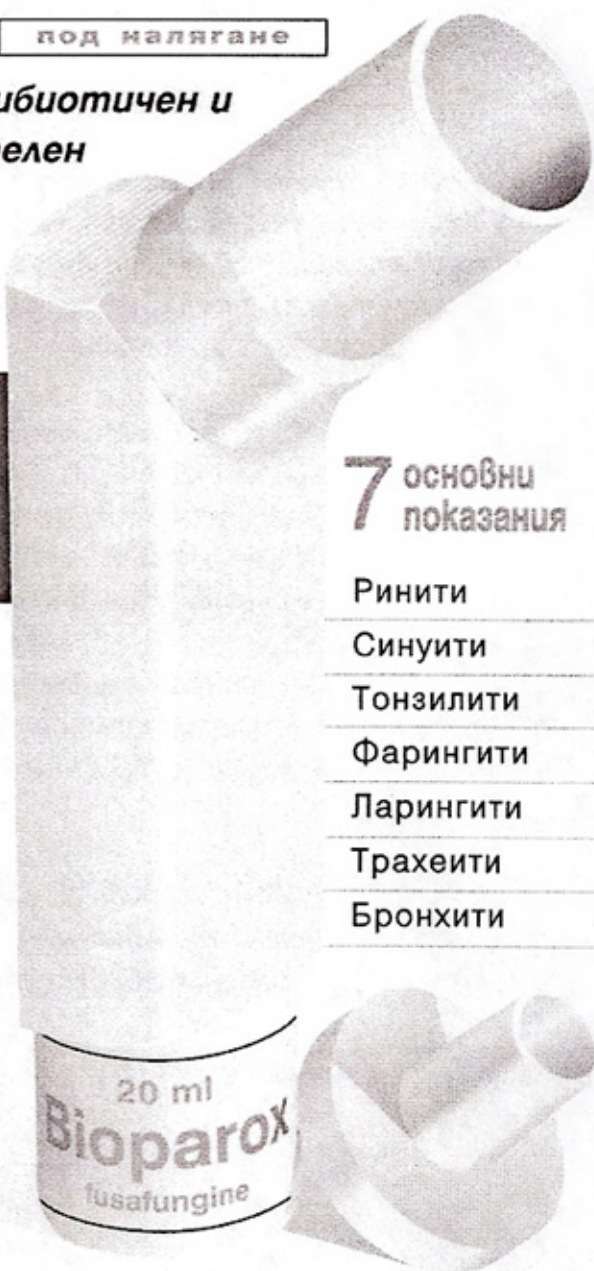 под налягане
ибиотичен и
елен
7 основни
показания
Ринити
Синуити
Тонзилити
Фарингити
Ларингити
Трахеити
Бронхити
20 ml
Bioparox
fusafungine